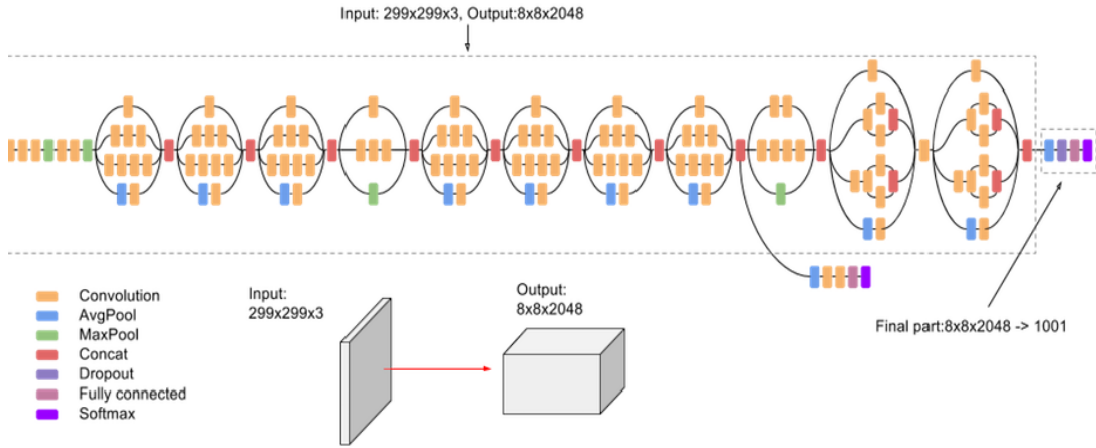 Input: 299x299x3, Output:8x8x2048
Input:
299x299x3
Output:
8x8x2048
Convolution
AvgPool
MaxPool
Concat
Dropout
Fully connected
Softmax
Final part:8x8x2048 -> 1001